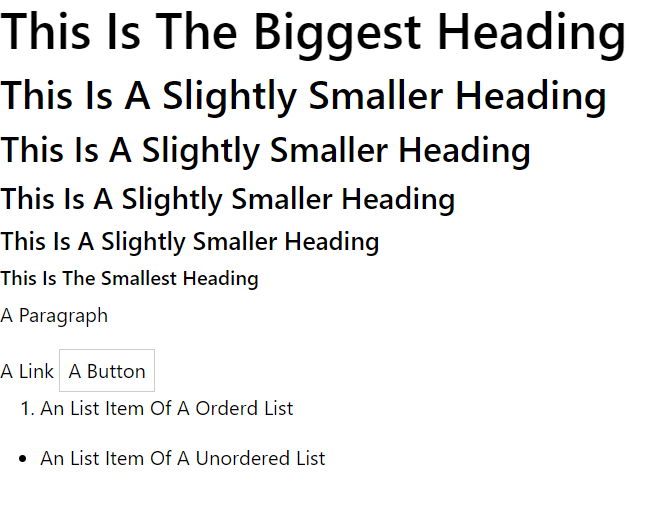 This Is The Biggest Heading
This Is A Slightly Smaller Heading
This Is A Slightly Smaller Heading
This Is A Slightly Smaller Heading
This Is A Slightly Smaller Heading
This Is The Smallest Heading
A Paragraph
A Link A Button
1. An List Item Of A Orderd List
• An List Item Of A Unordered List